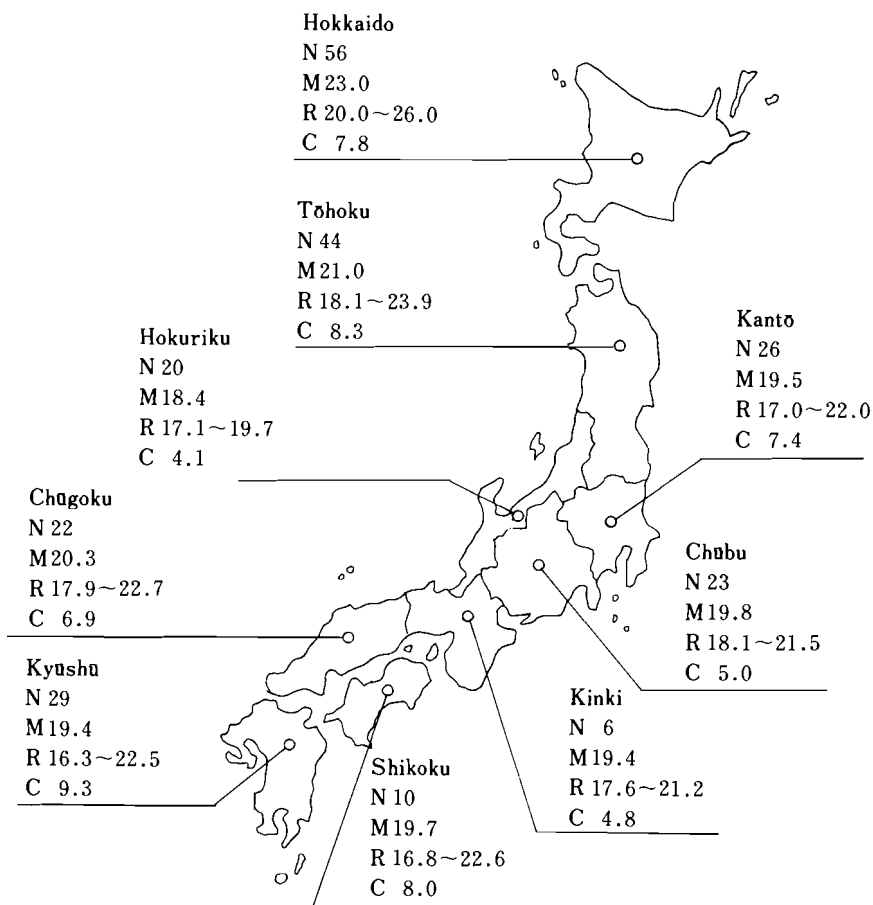 Hokkaido
N 56
M 23.0
R 20.0~26.0
C 7.8
Tōhoku
N 44
M 21.0
R 18.1~23.9
C 8.3
Hokuriku
N 20
M 18.4
R 17.1~19.7
C 4.1
Kantō
N 26
M 19.5
R 17.0~22.0
C 7.4
Chūgoku
N 22
M 20.3
R 17.9~22.7
C 6.9
Chūbu
N 23
M 19.8
R 18.1~21.5
C 5.0
Kyūshū
N 29
M 19.4
R 16.3~22.5
C 9.3
Kinki
N 6
M 19.4
R 17.6~21.2
C 4.8
Shikoku
N 10
M 19.7
R 16.8~22.6
C 8.0